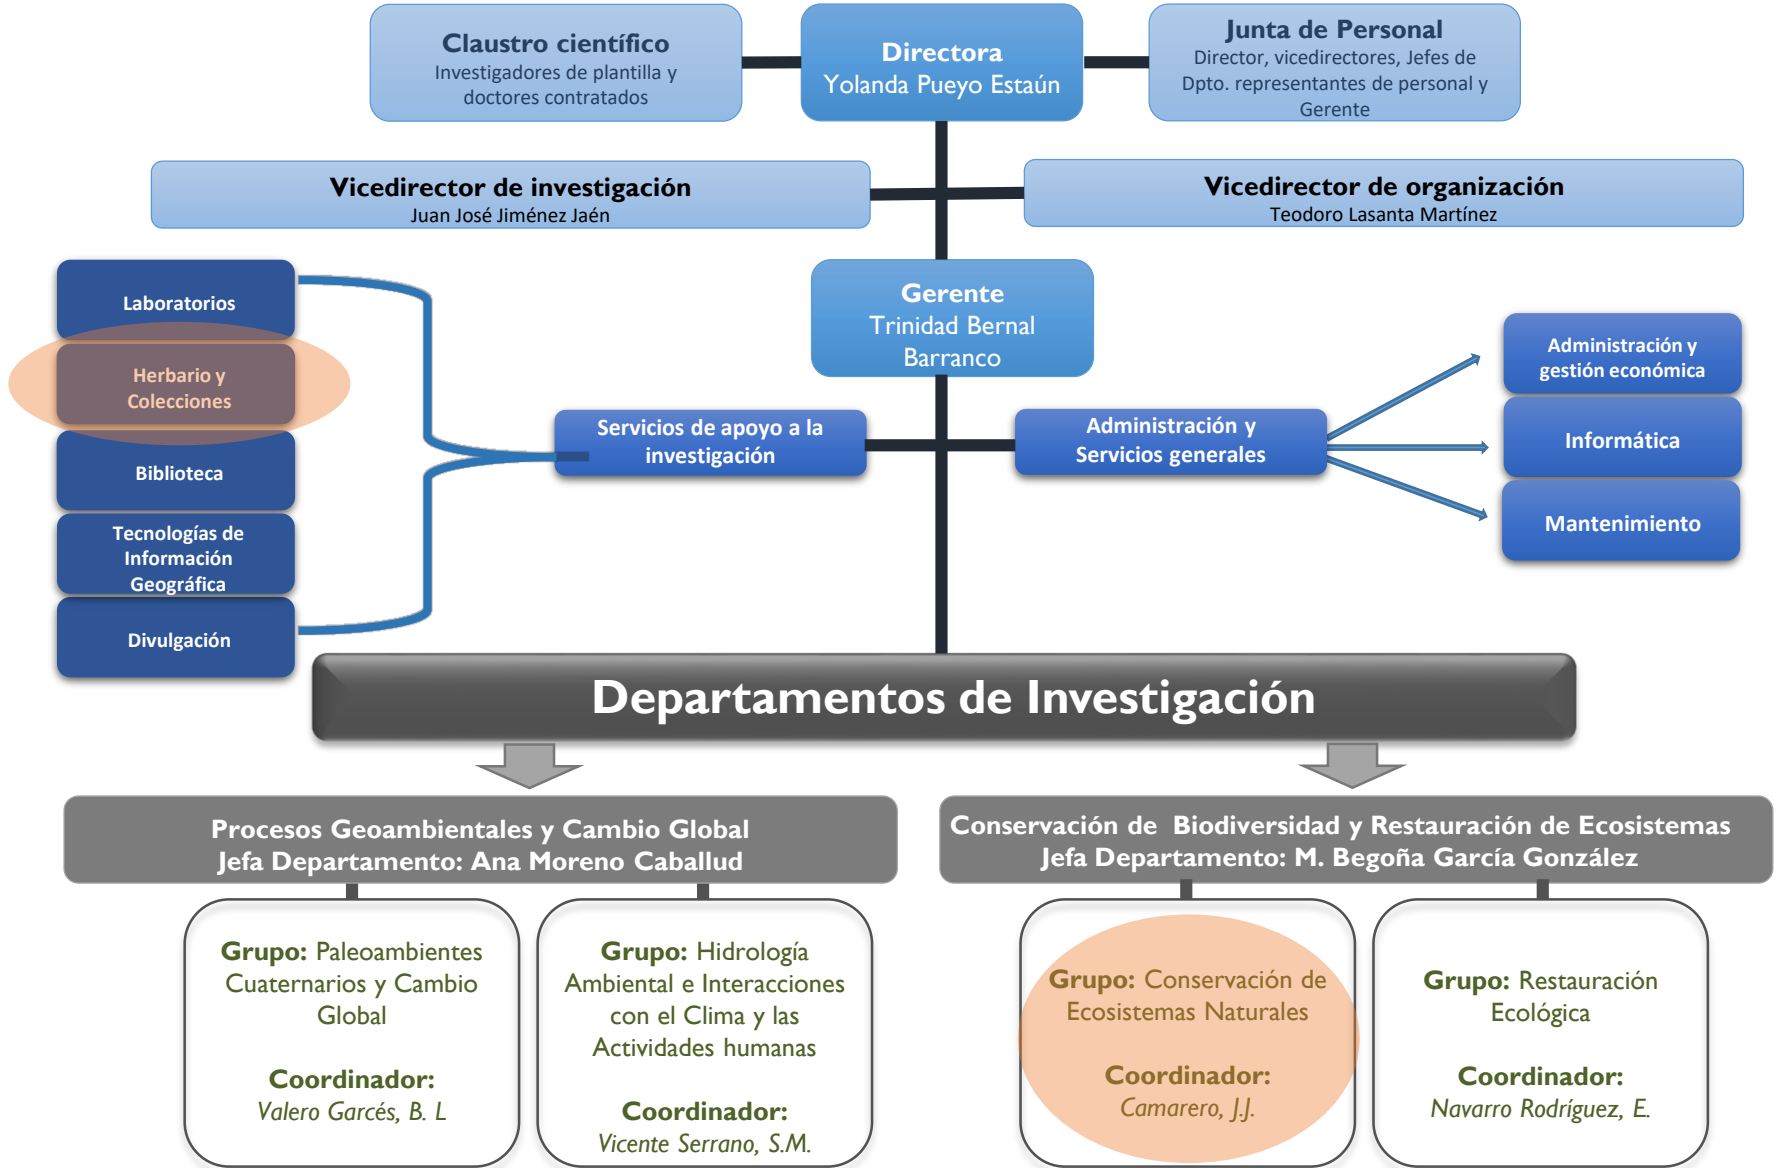 Claustro científico
Investigadores de plantilla y
doctores contratados
Directora
Yolanda Pueyo Estaún
Junta de Personal
Director, vicedirectores, Jefes de
Dpto. representantes de personal y
Gerente
Vicedirector de investigación
Juan José Jiménez Jaén
Vicedirector de organización
Teodoro Lasanta Martínez
Gerente
Trinidad Bernal
Barranco
Laboratorios
Herbario y
Colecciones
Biblioteca
Tecnologías de
Información
Geográfica
Divulgación
Servicios de apoyo a la
investigación
Administración y
Servicios generales
Administración y
gestión económica
Informática
Mantenimiento
Departamentos de Investigación
Procesos Geoambientales y Cambio Global
Jefa Departamento: Ana Moreno Caballud
Conservación de  Biodiversidad y Restauración de Ecosistemas
Jefa Departamento: M. Begoña García González
Grupo: Paleoambientes
Cuaternarios y Cambio
Global
Coordinador:
Valero Garcés, B. L
Grupo: Hidrología
Ambiental e Interacciones
con el Clima y las
Actividades humanas
Coordinador:
Vicente Serrano, S.M.
Grupo: Conservación de
Ecosistemas Naturales
Coordinador:
Camarero, J.J.
Grupo: Restauración
Ecológica
Coordinador:
Navarro Rodríguez, E.